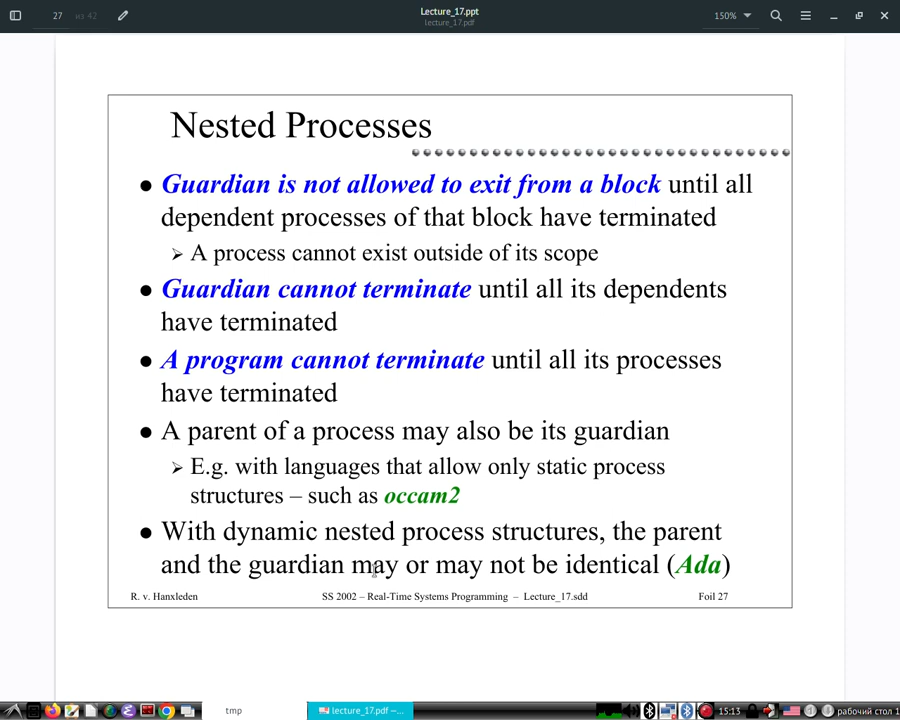 27 из 42
Lecture_17.ppt
lecture_17.pdf
150%
Nested Processes
● Guardian is not allowed to exit from a block until all
dependent processes of that block have terminated
➢ A process cannot exist outside of its scope
● Guardian cannot terminate until all its dependents
have terminated
● A program cannot terminate until all its processes
have terminated
● A parent of a process may also be its guardian
➢ E.g. with languages that allow only static process
structures – such as occam2
● With dynamic nested process structures, the parent
and the guardian may or may not be identical (Ada)
R. v. Hanxleden SS 2002 – Real-Time Systems Programming – Lecture_17.sdd Foil 27
tmp lecture_17.pdf –... 15:13 рабочий стол 1